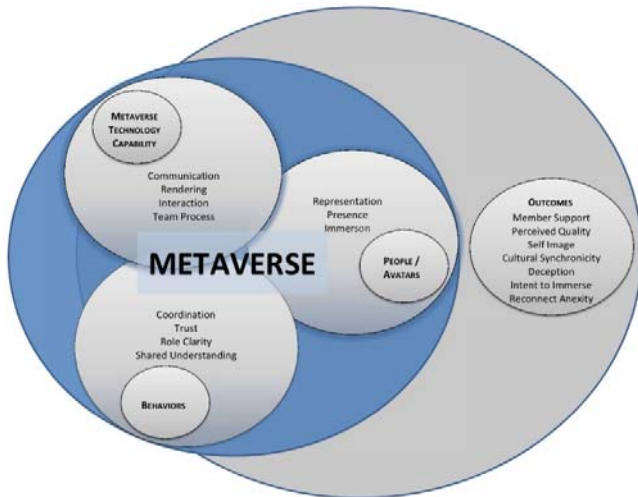 METAVERSE
TECHNOLOGY
CAPABILITY
Communication
Rendering
Interaction
Team Process
Representation
Presence
Immerson
PEOPLE /
AVATARS
METAVERSE
Coordination
Trust
Role Clarity
Shared Understanding
BEHAVIORS
OUTCOMES
Member Support
Perceived Quality
Self Image
Cultural Synchronicity
Deception
Intent to Immerse
Reconnect Anexity